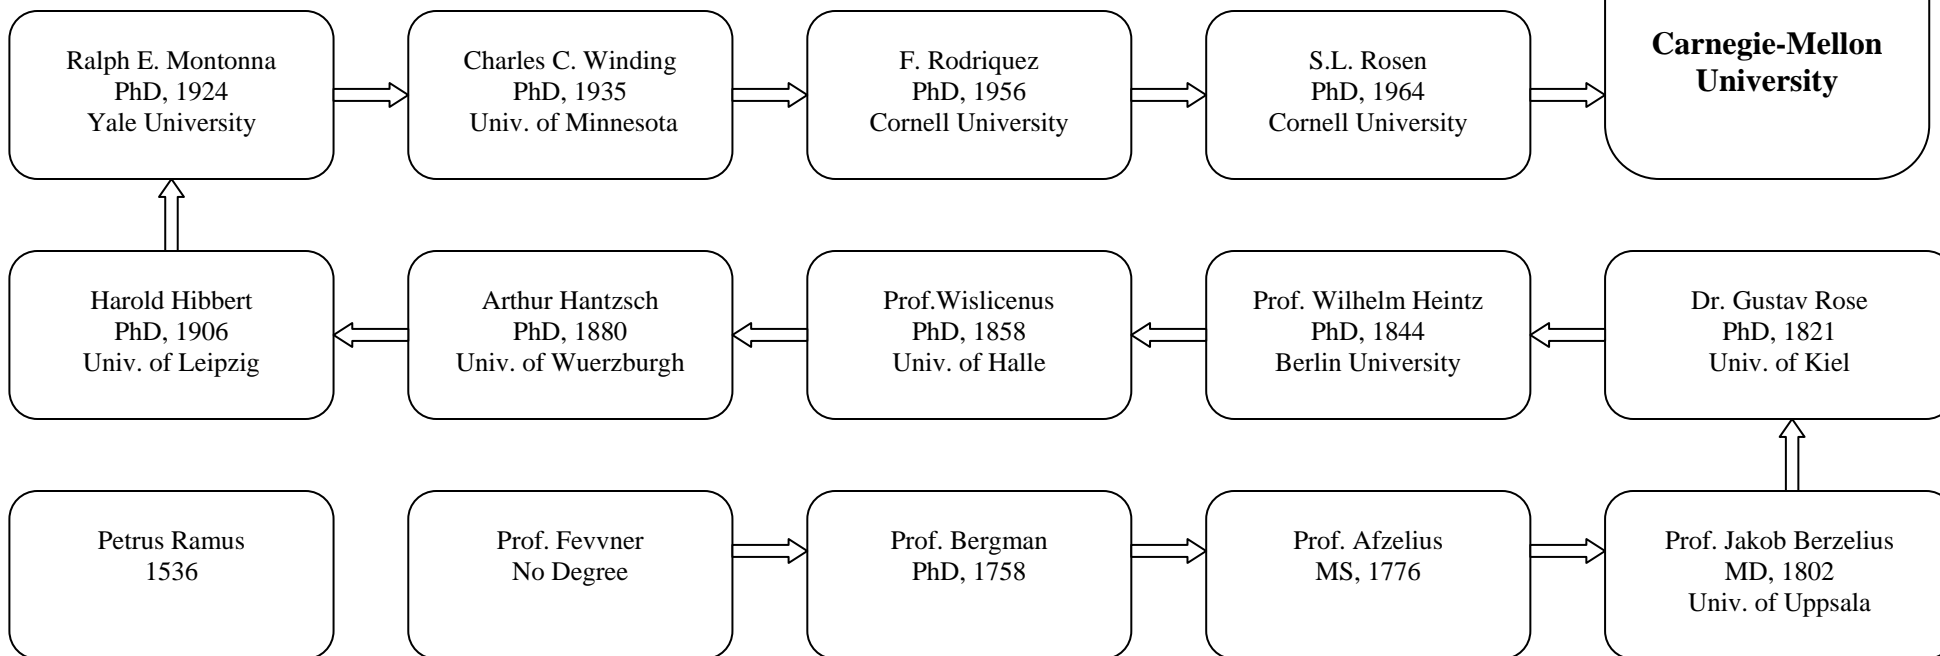 Ralph E. Montonna
PhD, 1924
Yale University
Charles C. Winding
PhD, 1935
Univ. of Minnesota
F. Rodriquez
PhD, 1956
Cornell University
S.L. Rosen
PhD, 1964
Cornell University
Carnegie-Mellon
University
Harold Hibbert
PhD, 1906
Univ. of Leipzig
Arthur Hantzsch
PhD, 1880
Univ. of Wuerzburgh
Prof.Wislicenus
PhD, 1858
Univ. of Halle
Prof. Wilhelm Heintz
PhD, 1844
Berlin University
Dr. Gustav Rose
PhD, 1821
Univ. of Kiel
Petrus Ramus
1536
Prof. Fevvner
No Degree
Prof. Bergman
PhD, 1758
Prof. Afzelius
MS, 1776
Prof. Jakob Berzelius
MD, 1802
Univ. of Uppsala